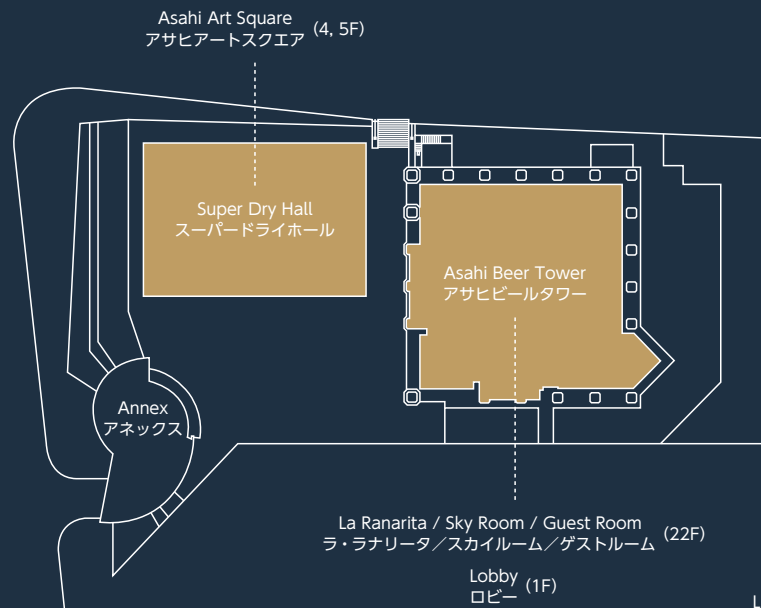 Asahi Art Square
アサヒアートスクエア (4, 5F)
Super Dry Hall
スーパードライホール
Asahi Beer Tower
アサヒビールタワー
Annex
アネックス
La Ranarita / Sky Room / Guest Room
ラ・ラナリータ／スカイルーム／ゲストルーム (22F)
Lobby
ロビー (1F)